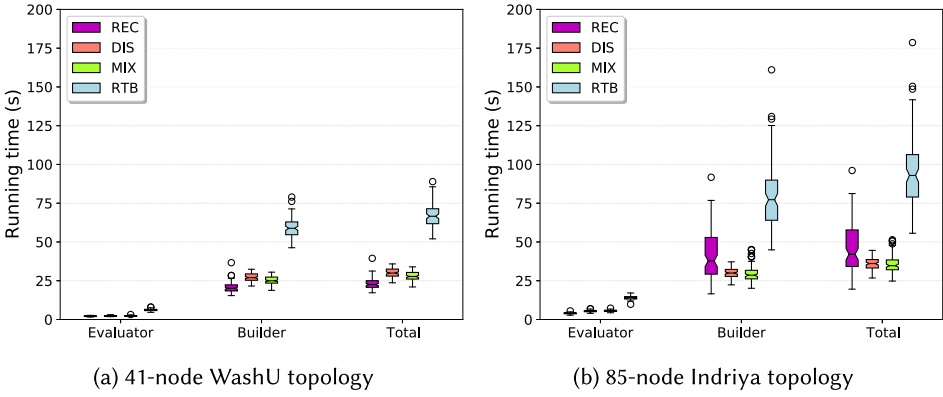 200
175
150
125
100
75
50
25
0
Running time (s)
REC
DIS
MIX
RTB
Evaluator Builder Total
(a) 41-node WashU topology
200
175
150
125
100
75
50
25
0
Running time (s)
REC
DIS
MIX
RTB
Evaluator Builder Total
(b) 85-node Indriya topology